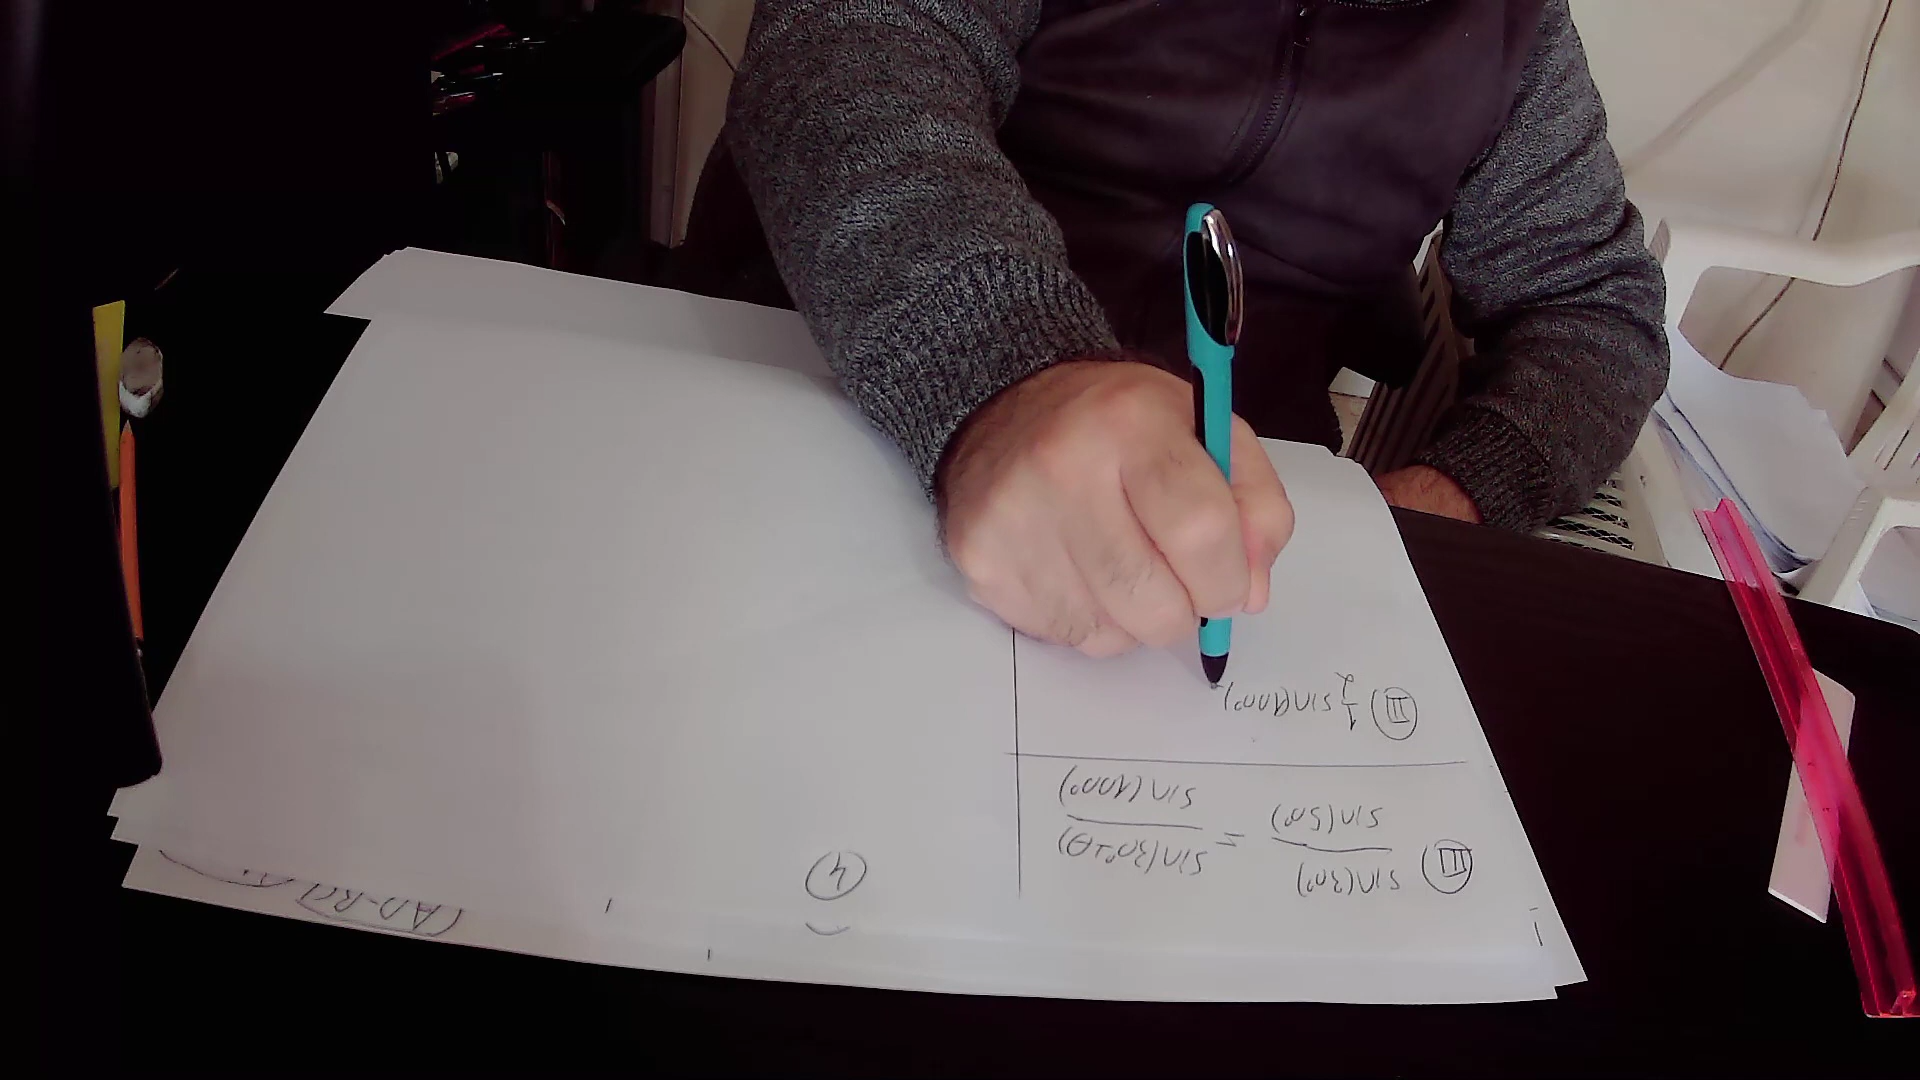 ④
(III) sin(30°)/sin(50°) = sin(30°+θ)/sin(100°)
(III) 1/2 sin(100°)